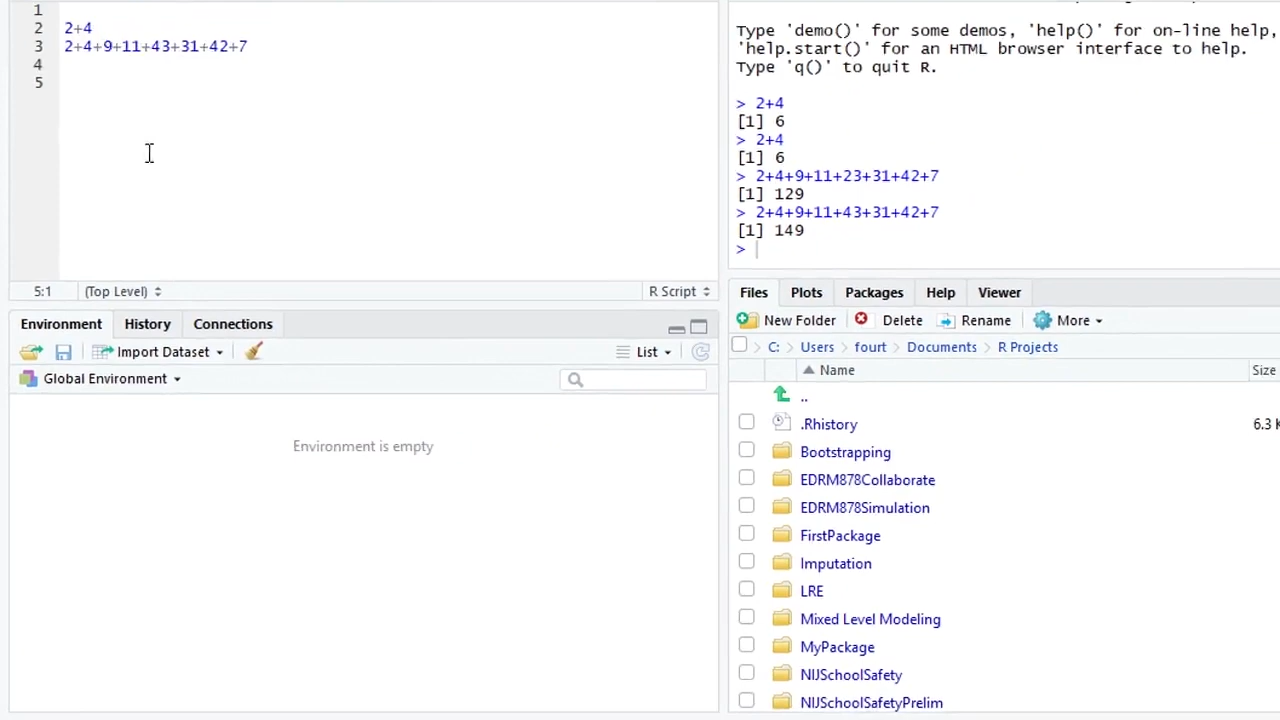 1
2 2+4
3 2+4+9+11+43+31+42+7
4
5
5:1 (Top Level) R Script
Environment History Connections
Import Dataset List
Global Environment
Environment is empty
Type 'demo()' for some demos, 'help()' for on-line help,
'help.start()' for an HTML browser interface to help.
Type 'q()' to quit R.
> 2+4
[1] 6
> 2+4
[1] 6
> 2+4+9+11+23+31+42+7
[1] 129
> 2+4+9+11+43+31+42+7
[1] 149
>
Files Plots Packages Help Viewer
New Folder Delete Rename More
C: Users fourt Documents R Projects
Name Size
..
.Rhistory 6.3
Bootstrapping
EDRM878Collaborate
EDRM878Simulation
FirstPackage
Imputation
LRE
Mixed Level Modeling
MyPackage
NIJSchoolSafety
NIJSchoolSafetyPrelim